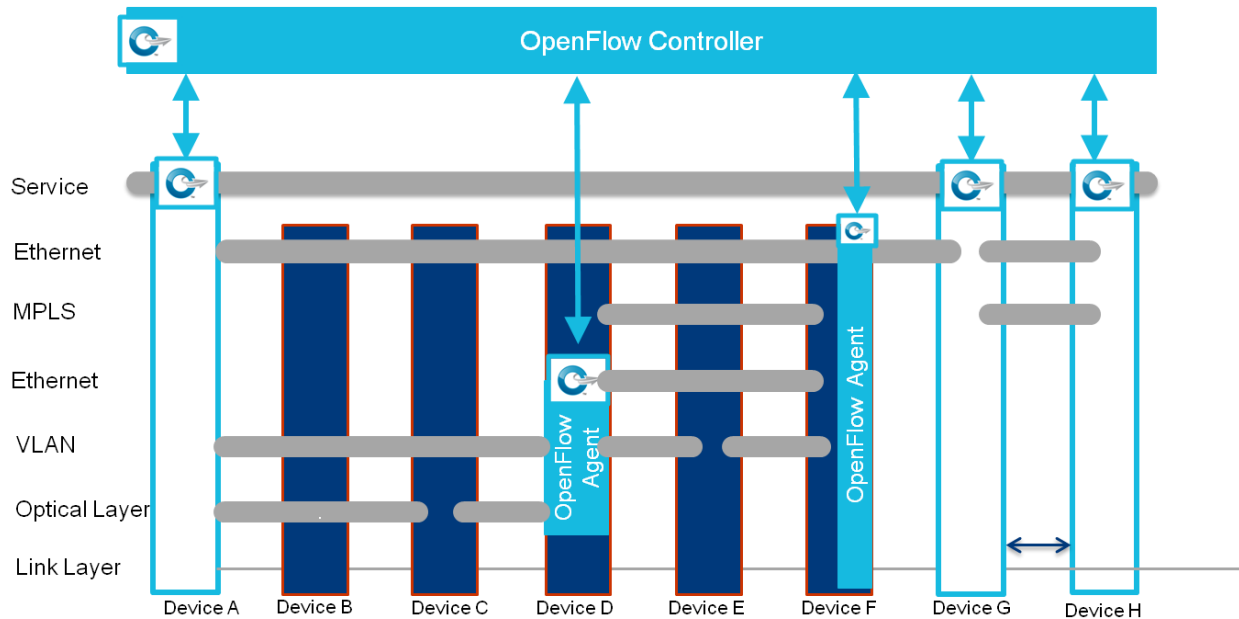 OpenFlow Controller
Service
Ethernet
MPLS
Ethernet
VLAN
Optical Layer
Link Layer
OpenFlow
Agent
OpenFlow Agent
Device A
Device B
Device C
Device D
Device E
Device F
Device G
Device H